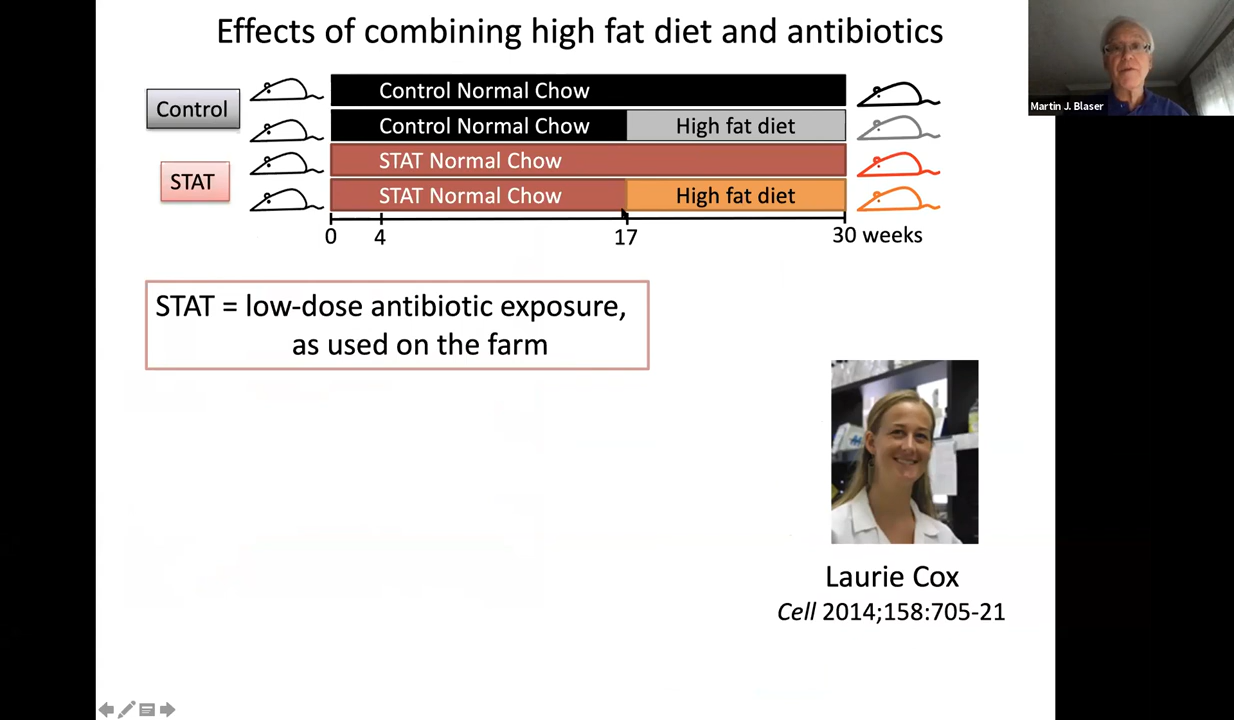 Effects of combining high fat diet and antibiotics
Martin J. Blaser
Control
Control Normal Chow
Control Normal Chow
High fat diet
STAT
STAT Normal Chow
STAT Normal Chow
High fat diet
0 4 17 30 weeks
STAT = low-dose antibiotic exposure,
as used on the farm
Laurie Cox
Cell 2014;158:705-21